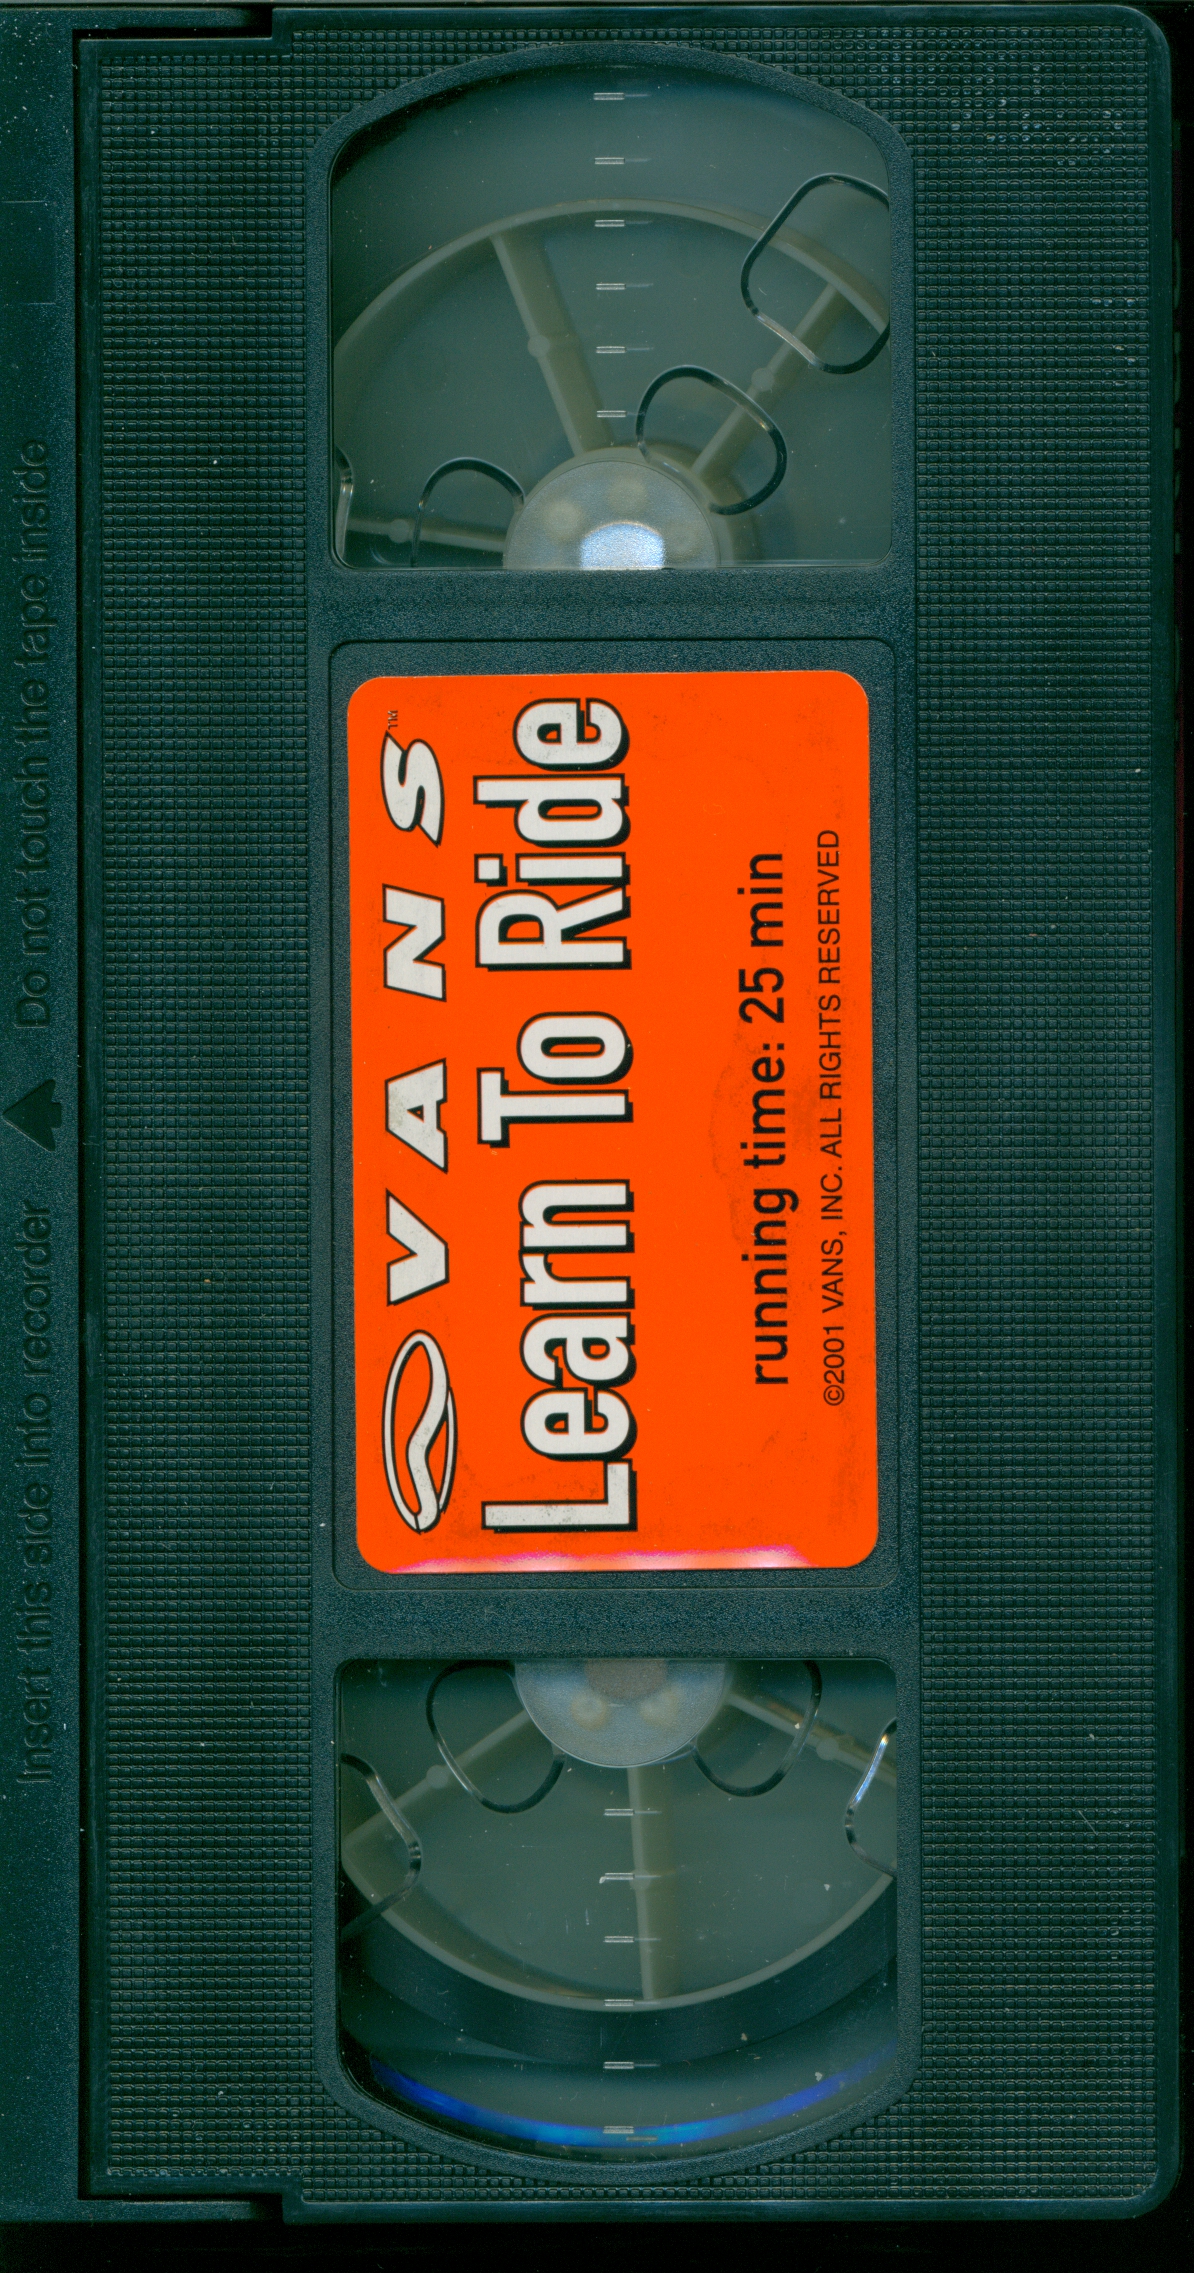 VANS™
Learn To Ride
running time: 25 min
©2001 VANS, INC. ALL RIGHTS RESERVED
Insert this side into recorder
Do not touch the tape inside